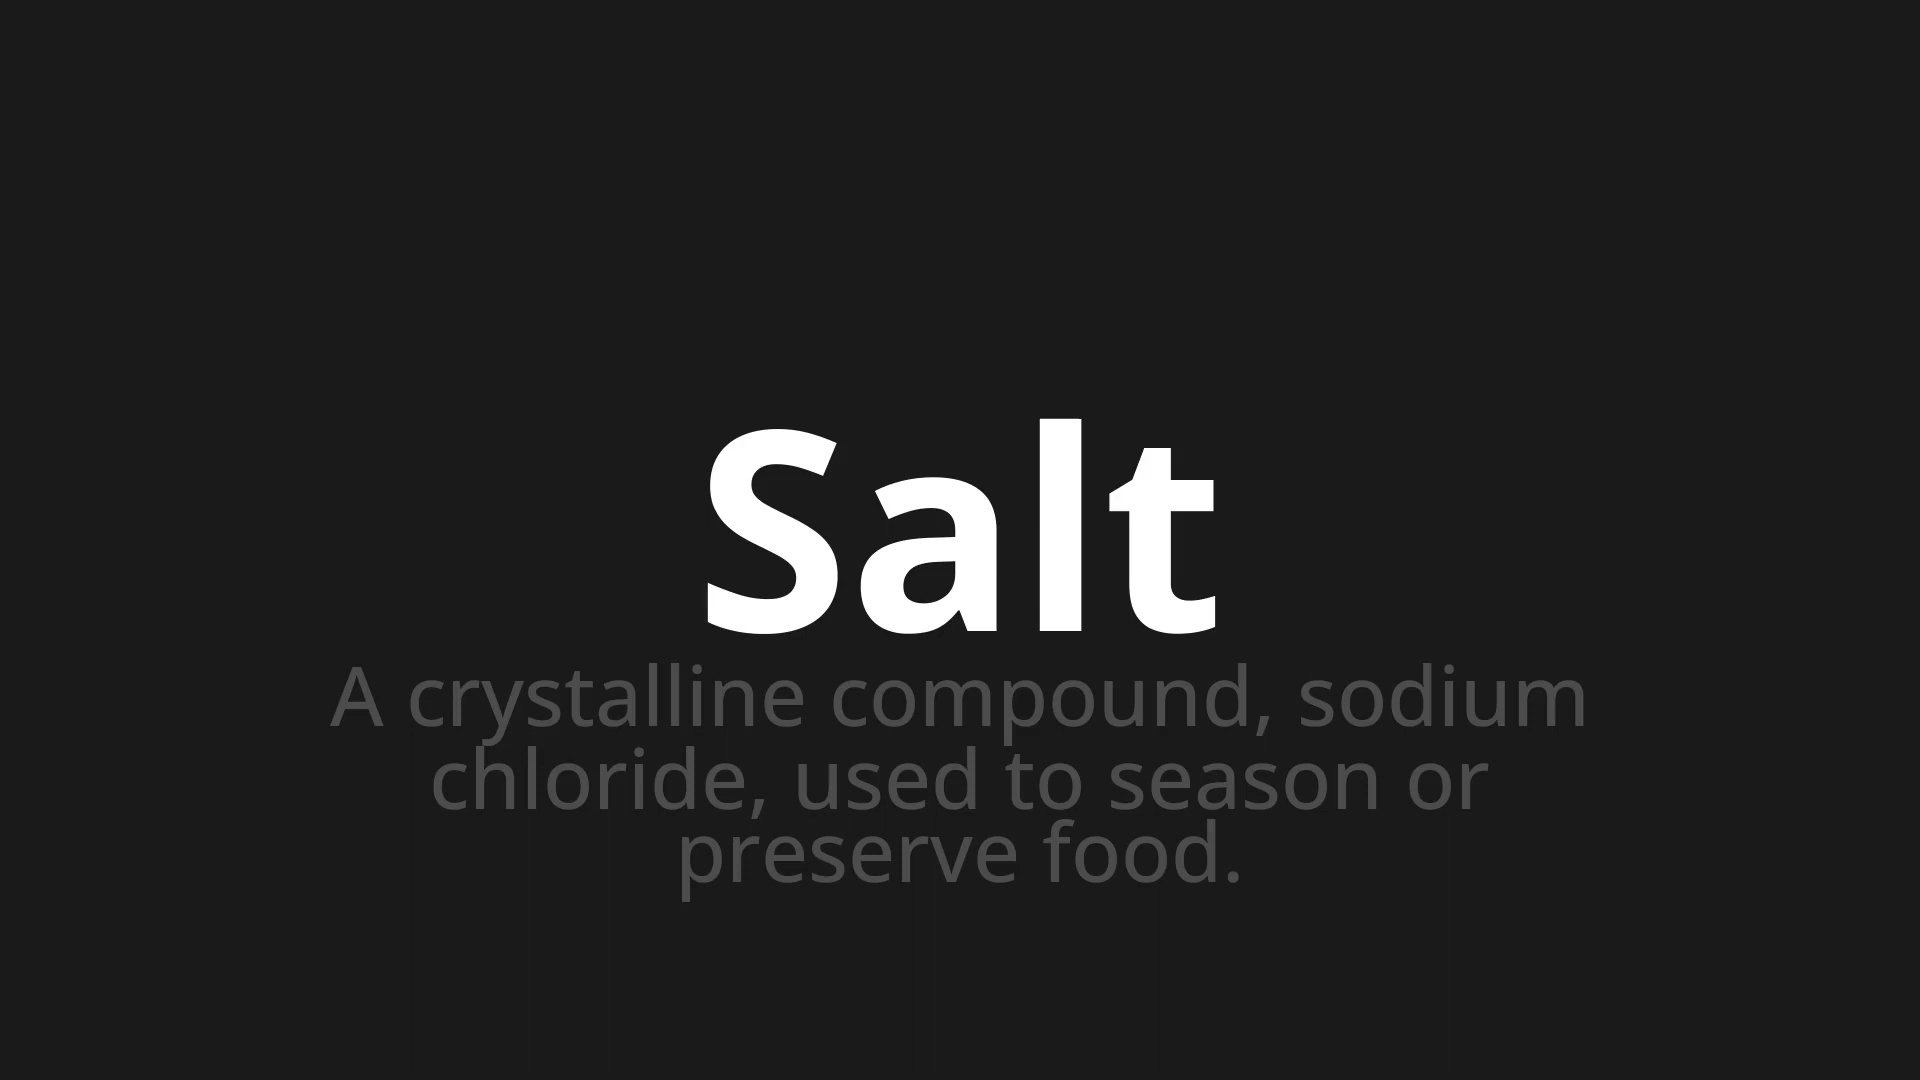 Salt
A crystalline compound, sodium
chloride, used to season or
preserve food.